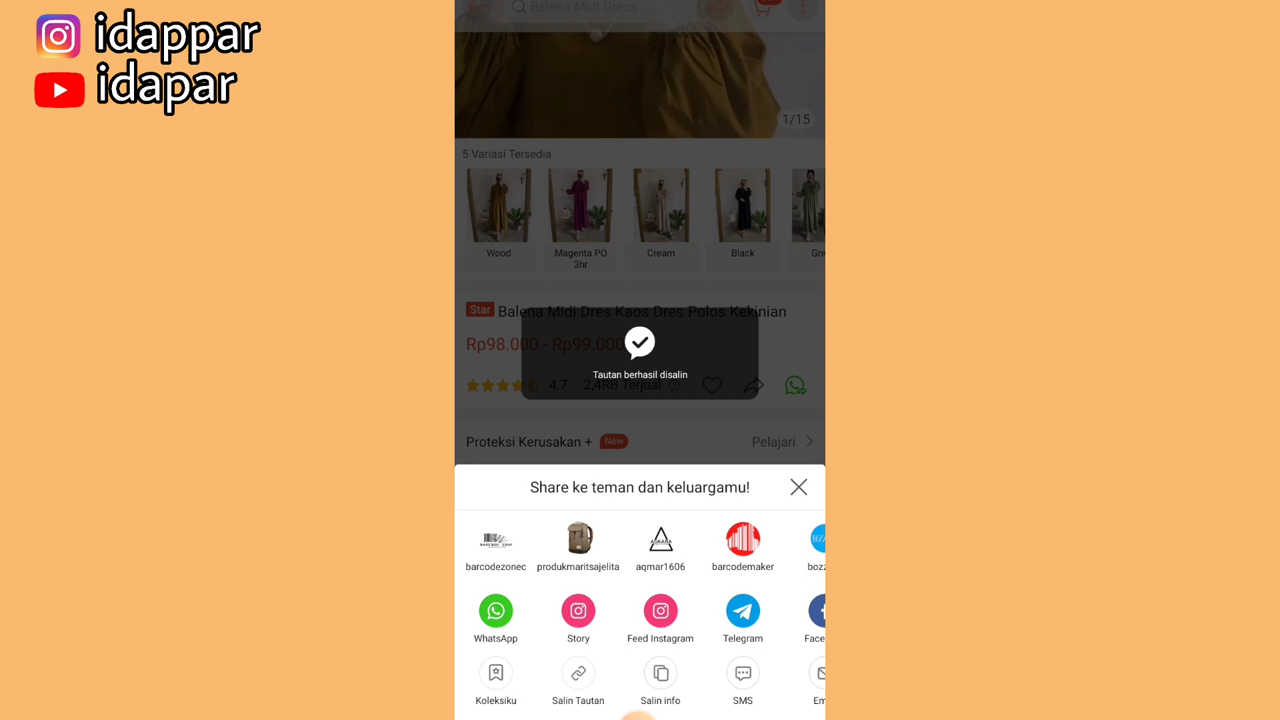 idappar
idapar
Balena Midi Dress
1/15
5 Variasi Tersedia
Wood
Magenta PO
3hr
Cream
Black
Gre
Star Balena Midi Dres Kaos Dres Polos Kekinian
Rp98.000 - Rp99.000
Tautan berhasil disalin
4.7 2,4RB Terjual
Proteksi Kerusakan + New Pelajari
Share ke teman dan keluargamu!
ASKARA
barcodezonec produkmaritsajelita aqmar1606 barcodemaker boz
WhatsApp Story Feed Instagram Telegram Face
Koleksiku Salin Tautan Salin info SMS Em